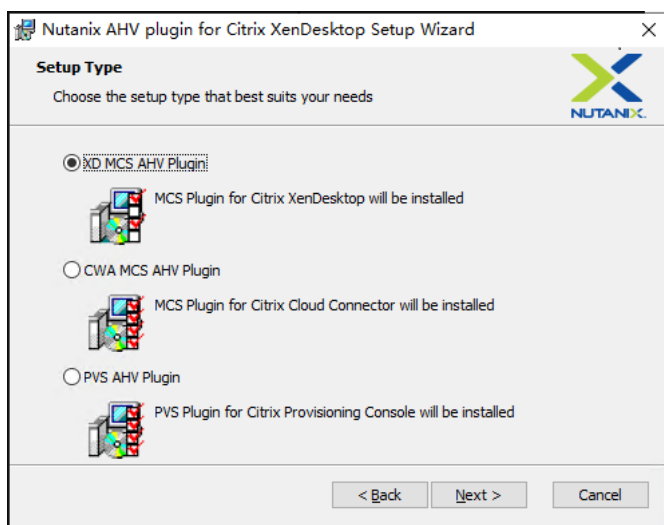 Nutanix AHV plugin for Citrix XenDesktop Setup Wizard
Setup Type
Choose the setup type that best suits your needs
NUTANIX.
XD MCS AHV Plugin
MCS Plugin for Citrix XenDesktop will be installed
CWA MCS AHV Plugin
MCS Plugin for Citrix Cloud Connector will be installed
PVS AHV Plugin
PVS Plugin for Citrix Provisioning Console will be installed
< Back Next > Cancel